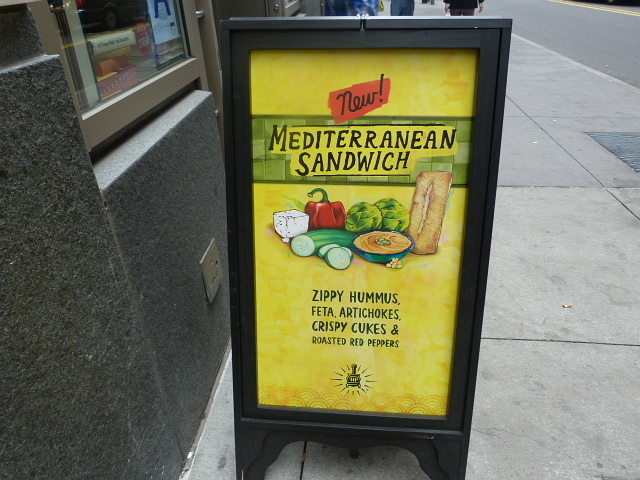 New!
MEDITERRANEAN
SANDWICH
ZIPPY HUMMUS,
FETA, ARTICHOKES,
CRISPY CUKES &
ROASTED RED PEPPERS